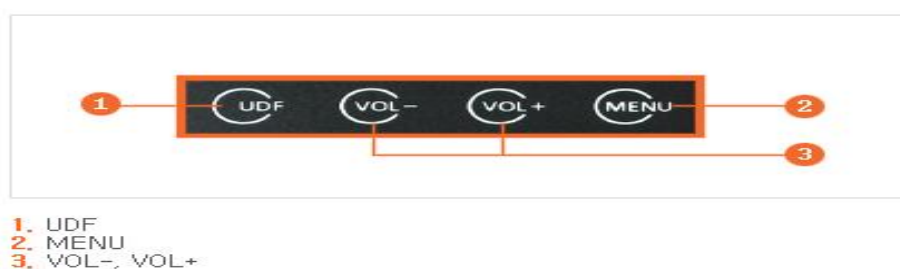 1 UDF VOL- VOL+ MENU 2
3
1. UDF
2. MENU
3. VOL-, VOL+